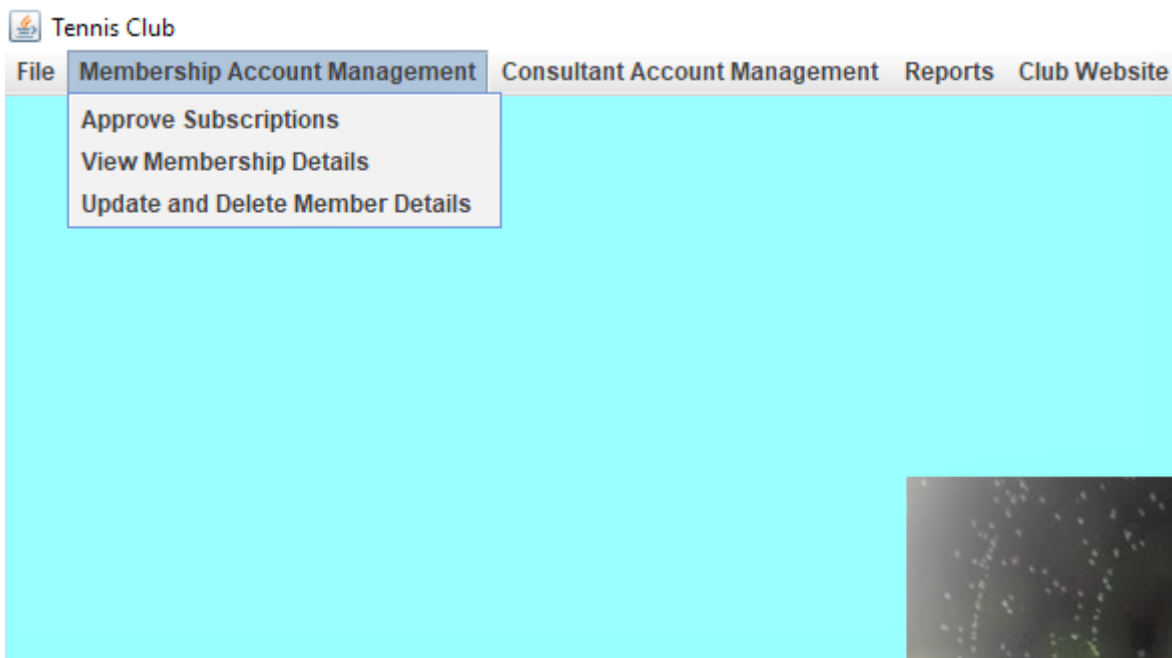 Tennis Club
File Membership Account Management Consultant Account Management Reports Club Website
Approve Subscriptions
View Membership Details
Update and Delete Member Details